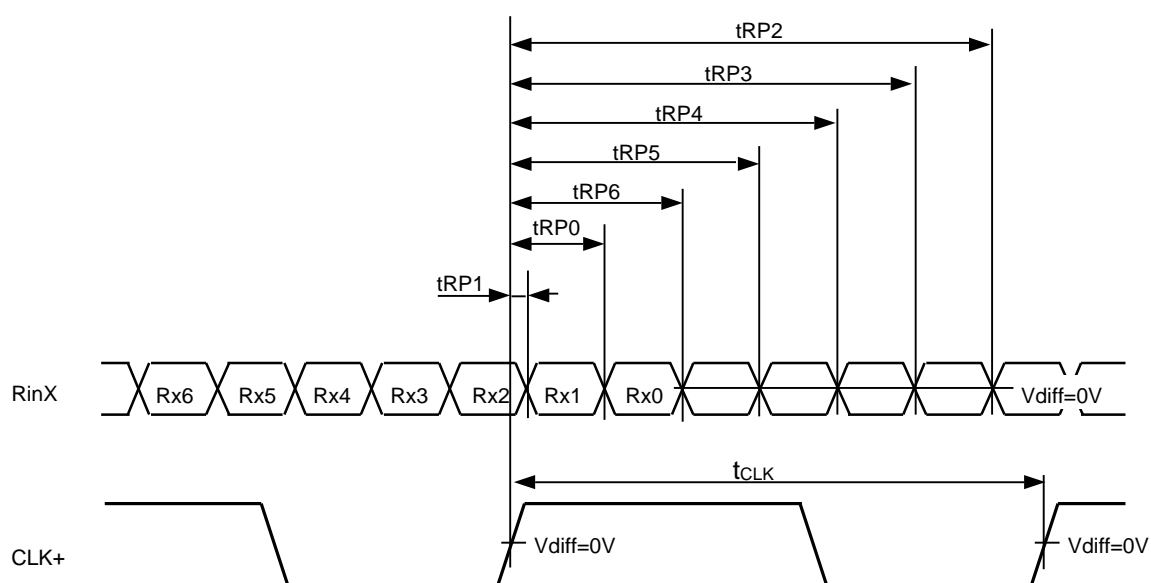 tRP2
tRP3
tRP4
tRP5
tRP6
tRP0
tRP1
RinX Rx6 Rx5 Rx4 Rx3 Rx2 Rx1 Rx0 Vdiff=0V
tCLK
CLK+ Vdiff=0V Vdiff=0V